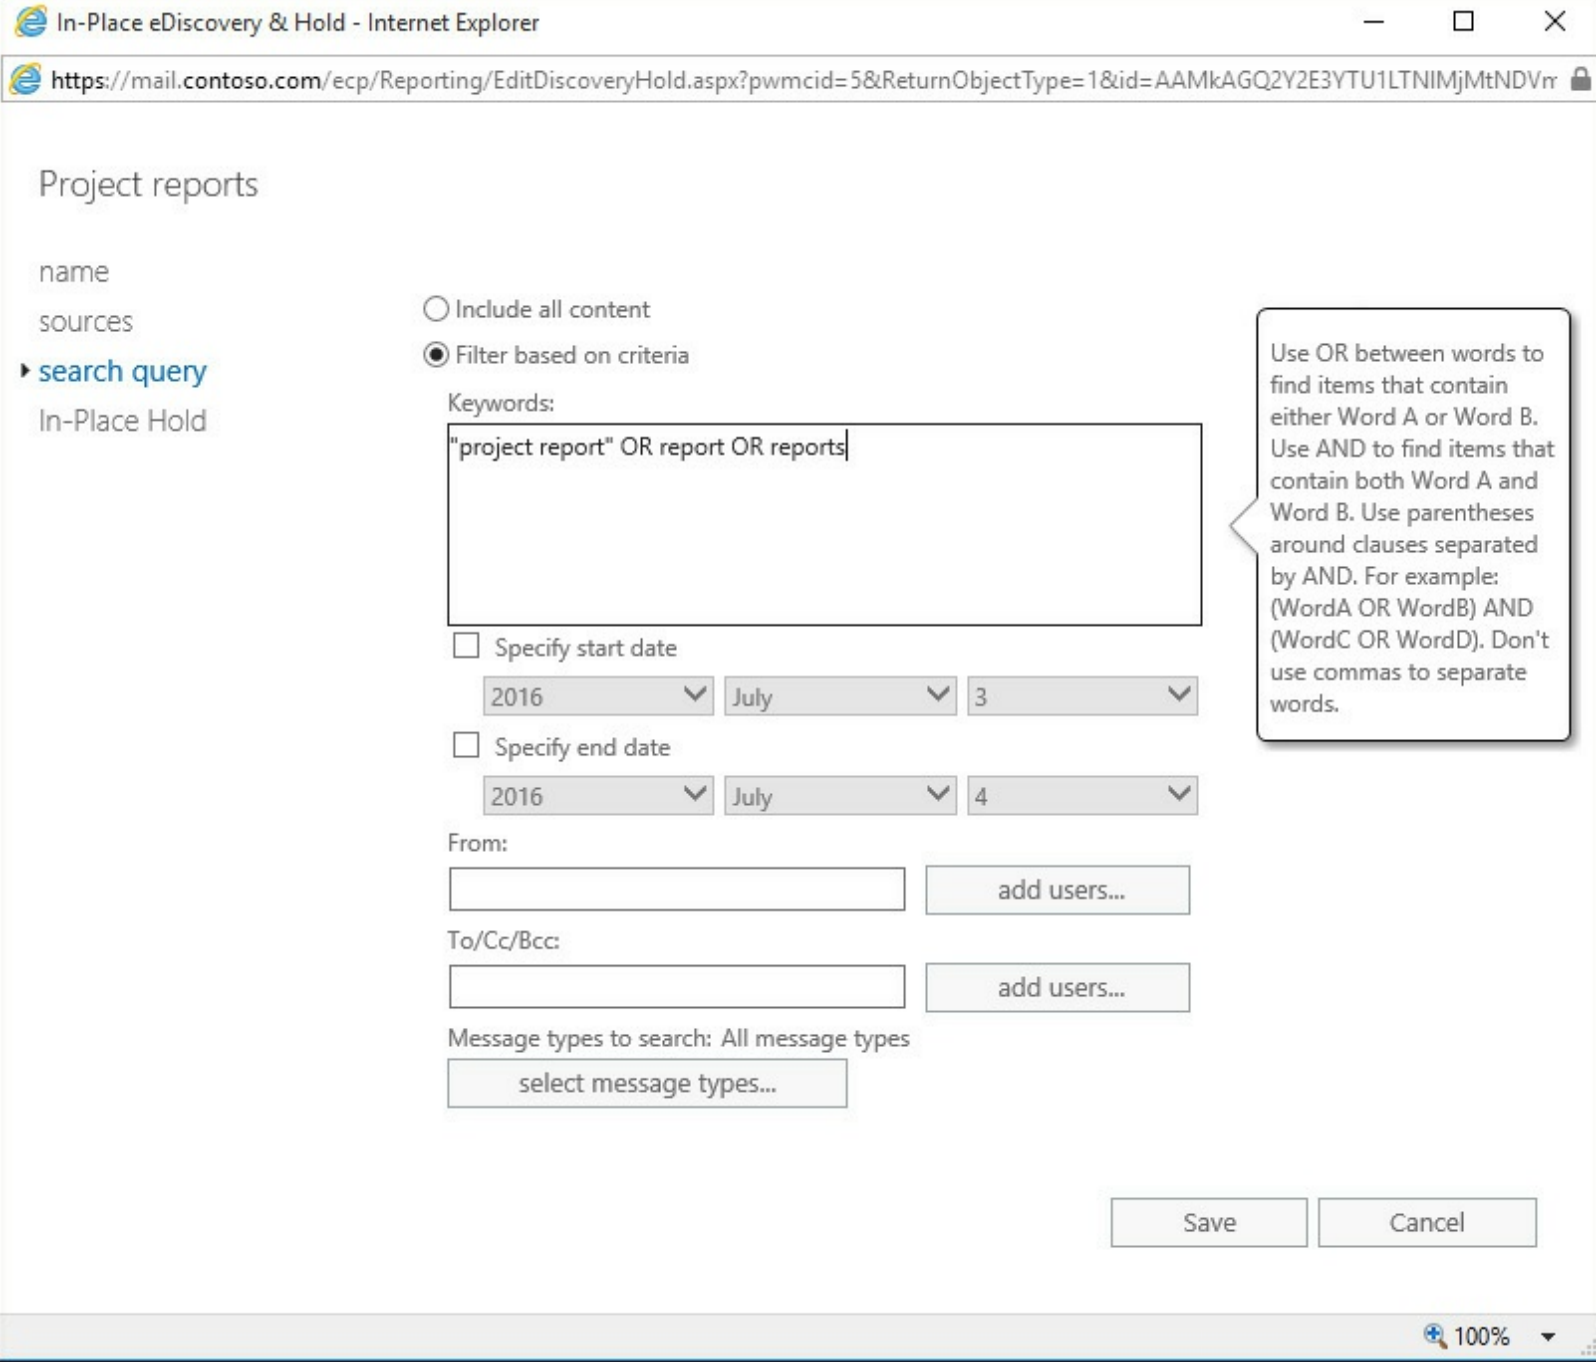 In-Place eDiscovery & Hold - Internet Explorer
https://mail.contoso.com/ecp/Reporting/EditDiscoveryHold.aspx?pwmcid=5&ReturnObjectType=1&id=AAMkAGQ2Y2E3YTU1LTNlMjMtNDVm
Project reports
name
sources
search query
In-Place Hold
Include all content
Filter based on criteria
Keywords:
"project report" OR report OR reports
Specify start date
2016 July 3
Specify end date
2016 July 4
From:
add users...
To/Cc/Bcc:
add users...
Message types to search: All message types
select message types...
Use OR between words to
find items that contain
either Word A or Word B.
Use AND to find items that
contain both Word A and
Word B. Use parentheses
around clauses separated
by AND. For example:
(WordA OR WordB) AND
(WordC OR WordD). Don't
use commas to separate
words.
Save Cancel
100%